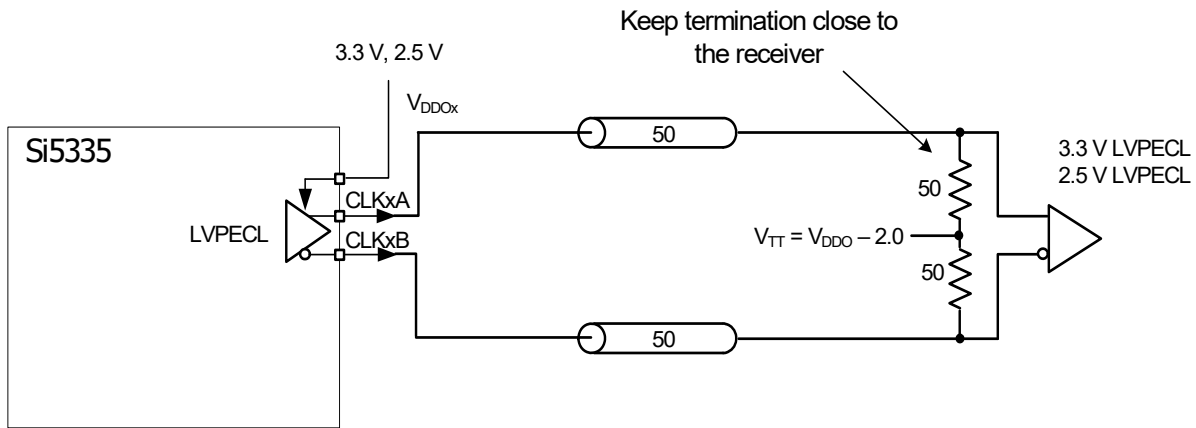 Keep termination close to
the receiver
3.3 V, 2.5 V
VDDOx
50
Si5335
3.3 V LVPECL
2.5 V LVPECL
50
CLKxA
LVPECL
VTT = VDDO – 2.0
CLKxB
50
50